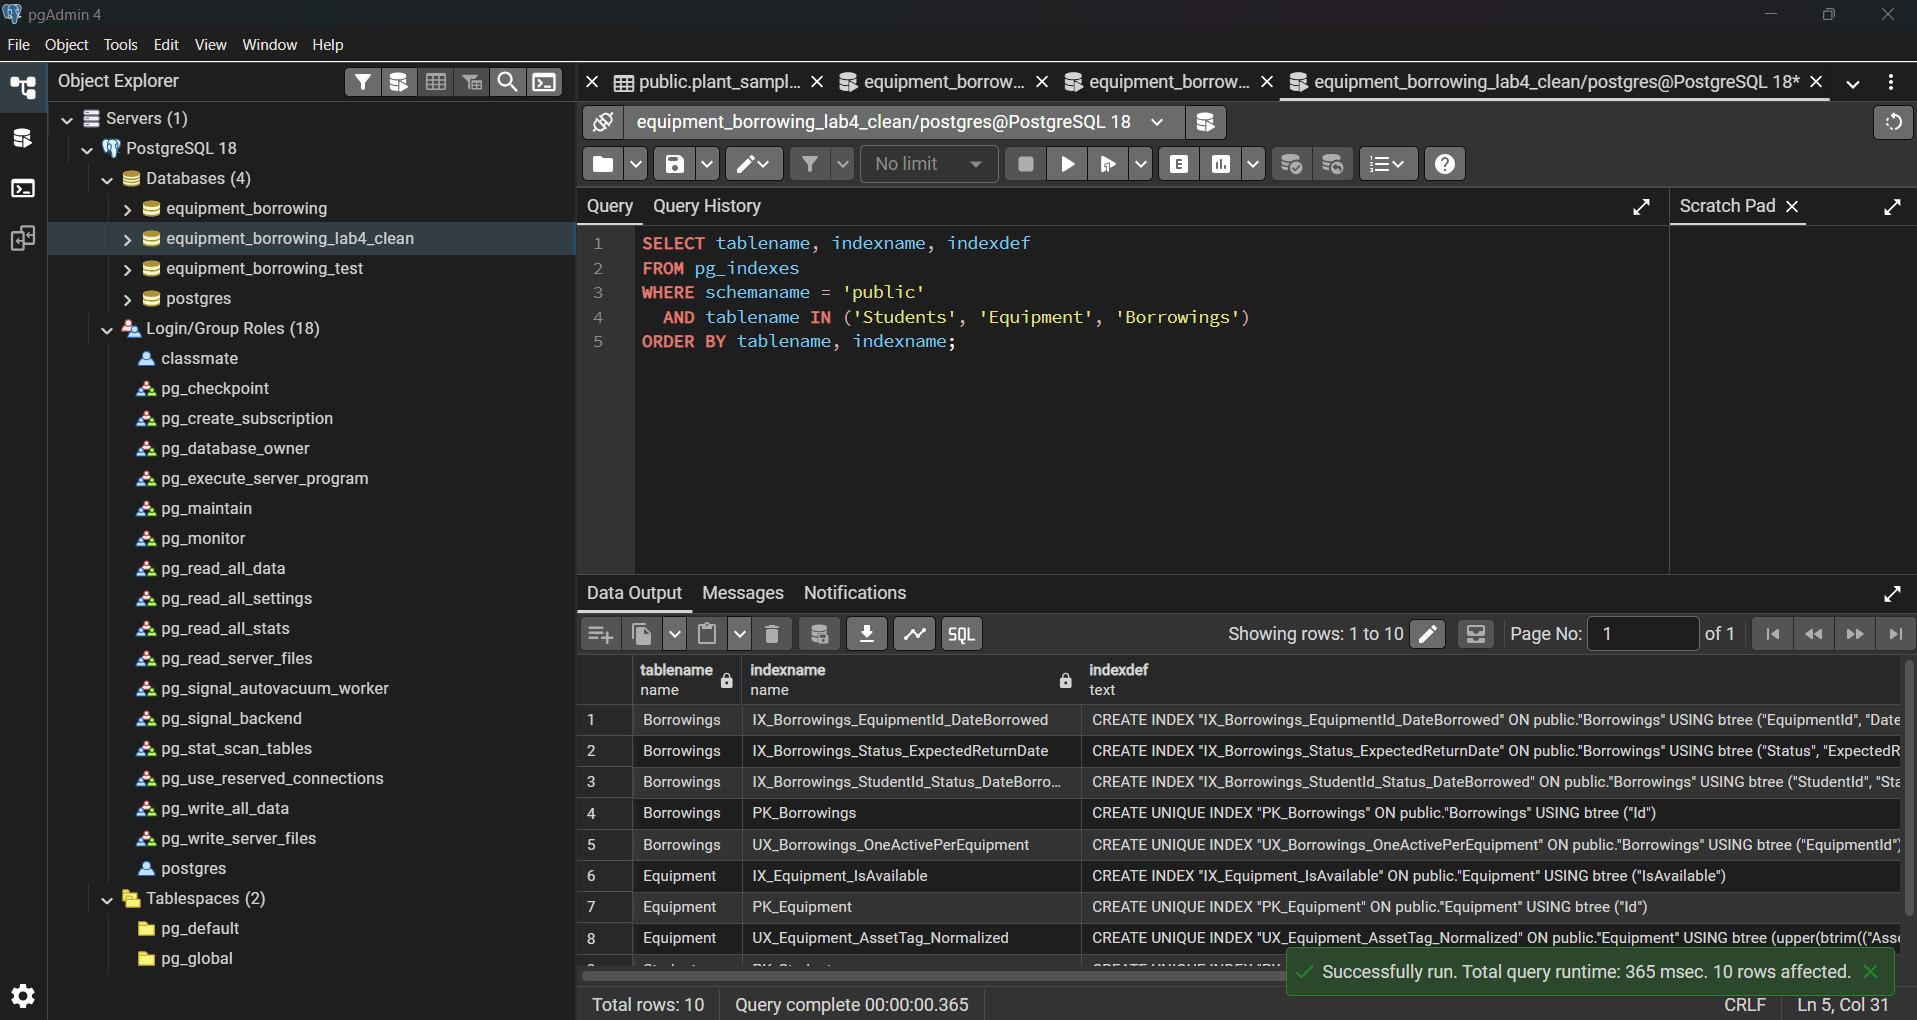 pgAdmin 4
File Object Tools Edit View Window Help
Object Explorer
Servers (1)
PostgreSQL 18
Databases (4)
equipment_borrowing
equipment_borrowing_lab4_clean
equipment_borrowing_test
postgres
Login/Group Roles (18)
classmate
pg_checkpoint
pg_create_subscription
pg_database_owner
pg_execute_server_program
pg_maintain
pg_monitor
pg_read_all_data
pg_read_all_settings
pg_read_all_stats
pg_read_server_files
pg_signal_autovacuum_worker
pg_signal_backend
pg_stat_scan_tables
pg_use_reserved_connections
pg_write_all_data
pg_write_server_files
postgres
Tablespaces (2)
pg_default
pg_global
public.plant_sampl... equipment_borrow... equipment_borrow... equipment_borrowing_lab4_clean/postgres@PostgreSQL 18*
equipment_borrowing_lab4_clean/postgres@PostgreSQL 18
No limit E
Query Query History Scratch Pad
1 SELECT tablename, indexname, indexdef
2 FROM pg_indexes
3 WHERE schemaname = 'public'
4 AND tablename IN ('Students', 'Equipment', 'Borrowings')
5 ORDER BY tablename, indexname;
Data Output Messages Notifications
SQL Showing rows: 1 to 10 Page No: 1 of 1
tablename indexname indexdef
name name text
1 Borrowings IX_Borrowings_EquipmentId_DateBorrowed CREATE INDEX "IX_Borrowings_EquipmentId_DateBorrowed" ON public."Borrowings" USING btree ("EquipmentId", "Date
2 Borrowings IX_Borrowings_Status_ExpectedReturnDate CREATE INDEX "IX_Borrowings_Status_ExpectedReturnDate" ON public."Borrowings" USING btree ("Status", "ExpectedR
3 Borrowings IX_Borrowings_StudentId_Status_DateBorro... CREATE INDEX "IX_Borrowings_StudentId_Status_DateBorrowed" ON public."Borrowings" USING btree ("StudentId", "Sta
4 Borrowings PK_Borrowings CREATE UNIQUE INDEX "PK_Borrowings" ON public."Borrowings" USING btree ("Id")
5 Borrowings UX_Borrowings_OneActivePerEquipment CREATE UNIQUE INDEX "UX_Borrowings_OneActivePerEquipment" ON public."Borrowings" USING btree ("EquipmentId")
6 Equipment IX_Equipment_IsAvailable CREATE INDEX "IX_Equipment_IsAvailable" ON public."Equipment" USING btree ("IsAvailable")
7 Equipment PK_Equipment CREATE UNIQUE INDEX "PK_Equipment" ON public."Equipment" USING btree ("Id")
8 Equipment UX_Equipment_AssetTag_Normalized CREATE UNIQUE INDEX "UX_Equipment_AssetTag_Normalized" ON public."Equipment" USING btree (upper(btrim(("Asse
Successfully run. Total query runtime: 365 msec. 10 rows affected.
Total rows: 10 Query complete 00:00:00.365 CRLF Ln 5, Col 31